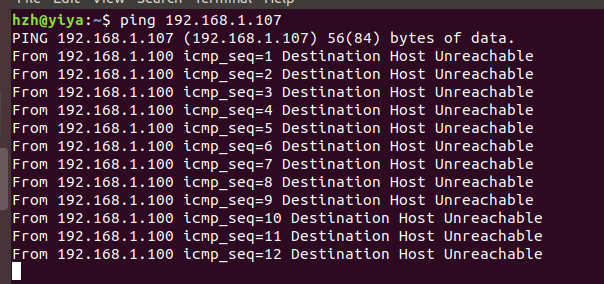 File Edit View Search Terminal Help
hzh@yiya:~$ ping 192.168.1.107
PING 192.168.1.107 (192.168.1.107) 56(84) bytes of data.
From 192.168.1.100 icmp_seq=1 Destination Host Unreachable
From 192.168.1.100 icmp_seq=2 Destination Host Unreachable
From 192.168.1.100 icmp_seq=3 Destination Host Unreachable
From 192.168.1.100 icmp_seq=4 Destination Host Unreachable
From 192.168.1.100 icmp_seq=5 Destination Host Unreachable
From 192.168.1.100 icmp_seq=6 Destination Host Unreachable
From 192.168.1.100 icmp_seq=7 Destination Host Unreachable
From 192.168.1.100 icmp_seq=8 Destination Host Unreachable
From 192.168.1.100 icmp_seq=9 Destination Host Unreachable
From 192.168.1.100 icmp_seq=10 Destination Host Unreachable
From 192.168.1.100 icmp_seq=11 Destination Host Unreachable
From 192.168.1.100 icmp_seq=12 Destination Host Unreachable